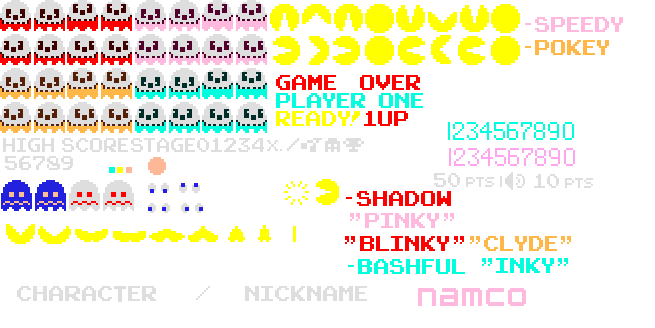 -SPEEDY
-POKEY
GAME OVER
PLAYER ONE
READY! 1UP
HIGH SCORESTAGE01234X./-
56789
1234567890
1234567890
50 PTS 10 PTS
-SHADOW
"PINKY"
"BLINKY" "CLYDE"
-BASHFUL "INKY"
CHARACTER / NICKNAME
namco